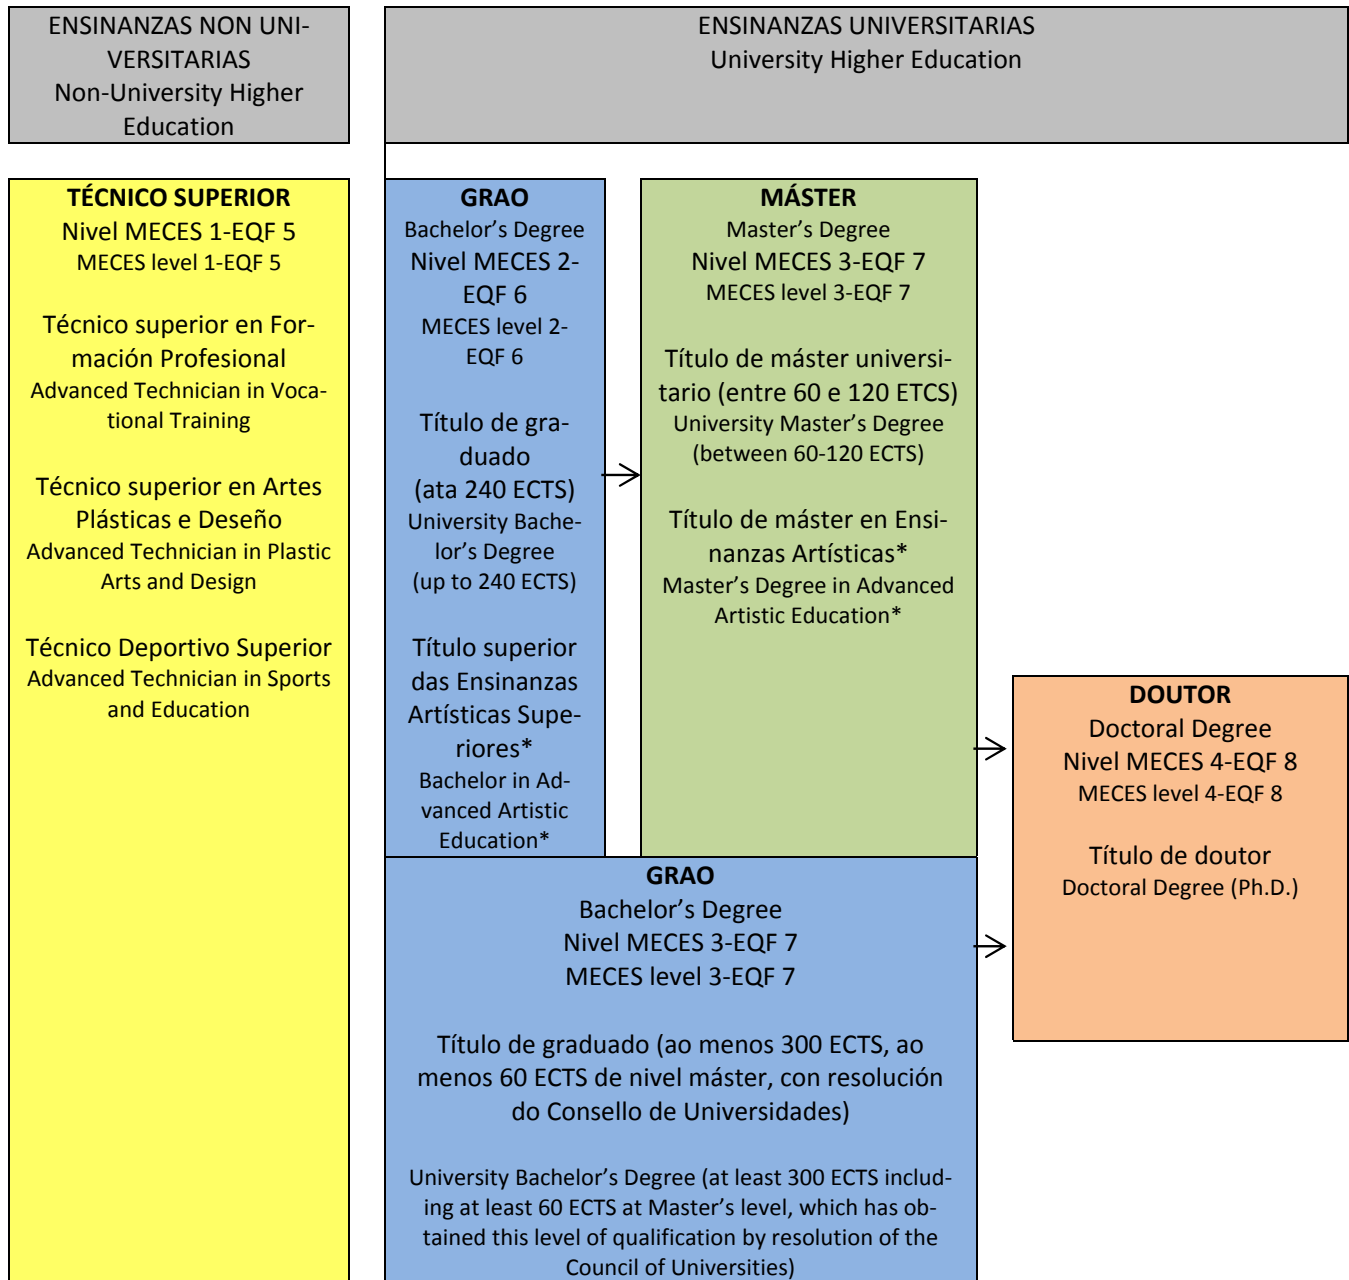 ENSINANZAS NON UNI-
VERSITARIAS
Non-University Higher
Education
ENSINANZAS UNIVERSITARIAS
University Higher Education
TÉCNICO SUPERIOR
Nivel MECES 1-EQF 5
MECES level 1-EQF 5
Técnico superior en For-
mación Profesional
Advanced Technician in Voca-
tional Training
Técnico superior en Artes
Plásticas e Deseño
Advanced Technician in Plastic
Arts and Design
Técnico Deportivo Superior
Advanced Technician in Sports
and Education
GRAO
Bachelor’s Degree
Nivel MECES 2-
EQF 6
MECES level 2-
EQF 6
Título de gra-
duado
(ata 240 ECTS)
University Bache-
lor’s Degree
(up to 240 ECTS)
Título superior
das Ensinanzas
Artísticas Supe-
riores*
Bachelor in Ad-
vanced Artistic
Education*
MÁSTER
Master’s Degree
Nivel MECES 3-EQF 7
MECES level 3-EQF 7
Título de máster universi-
tario (entre 60 e 120 ETCS)
University Master’s Degree
(between 60-120 ECTS)
Título de máster en Ensi-
nanzas Artísticas*
Master’s Degree in Advanced
Artistic Education*
DOUTOR
Doctoral Degree
Nivel MECES 4-EQF 8
MECES level 4-EQF 8
Título de doutor
Doctoral Degree (Ph.D.)
GRAO
Bachelor’s Degree
Nivel MECES 3-EQF 7
MECES level 3-EQF 7
Título de graduado (ao menos 300 ECTS, ao
menos 60 ECTS de nivel máster, con resolución
do Consello de Universidades)
University Bachelor’s Degree (at least 300 ECTS includ-
ing at least 60 ECTS at Master’s level, which has ob-
tained this level of qualification by resolution of the
Council of Universities)